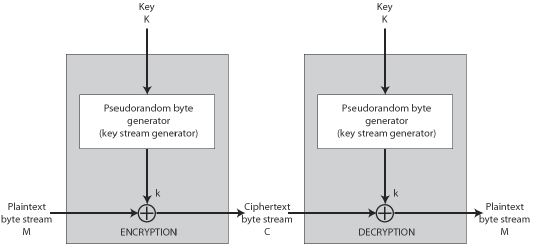 Key
K
Key
K
Pseudorandom byte
generator
(key stream generator)
Pseudorandom byte
generator
(key stream generator)
k
k
Plaintext
byte stream
M
ENCRYPTION
Ciphertext
byte stream
C
DECRYPTION
Plaintext
byte stream
M